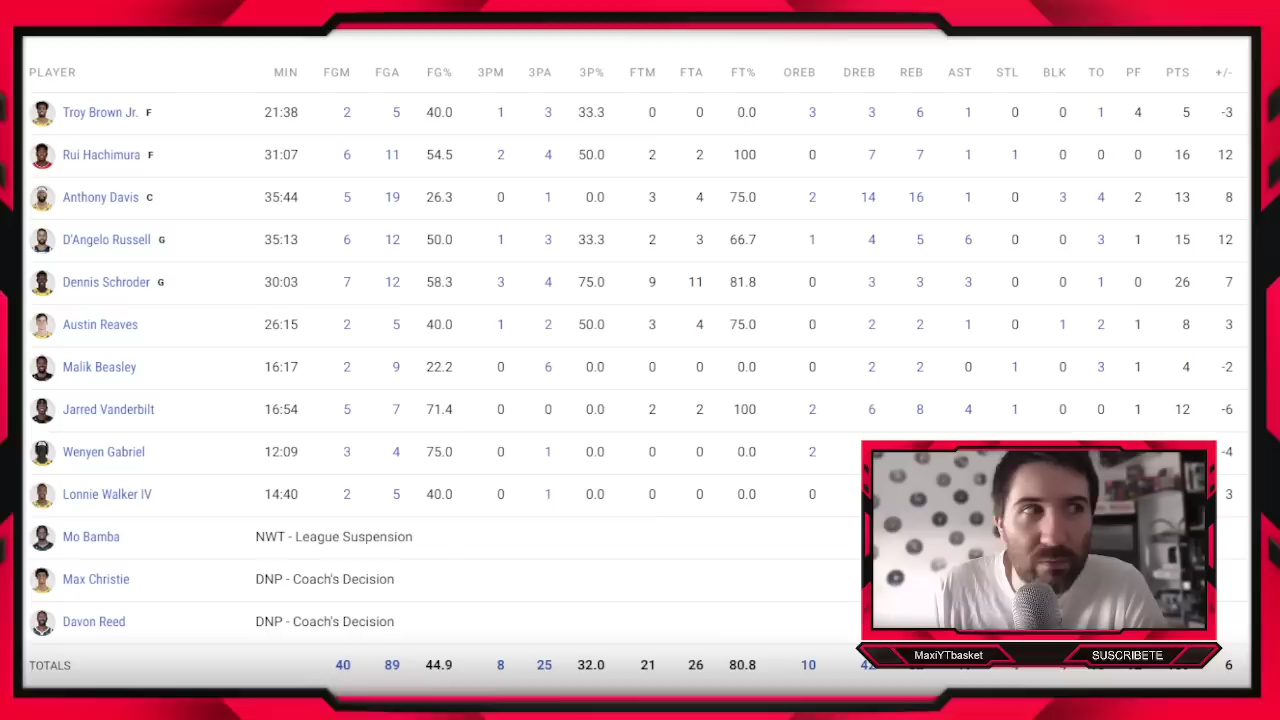 PLAYER MIN FGM FGA FG% 3PM 3PA 3P% FTM FTA FT% OREB DREB REB AST STL BLK TO PF PTS +/-
Troy Brown Jr. F 21:38 2 5 40.0 1 3 33.3 0 0 0.0 3 3 6 1 0 0 1 4 5 -3
Rui Hachimura F 31:07 6 11 54.5 2 4 50.0 2 2 100 0 7 7 1 1 0 0 0 16 12
Anthony Davis C 35:44 5 19 26.3 0 1 0.0 3 4 75.0 2 14 16 1 0 3 4 2 13 8
D'Angelo Russell G 35:13 6 12 50.0 1 3 33.3 2 3 66.7 1 4 5 6 0 0 3 1 15 12
Dennis Schroder G 30:03 7 12 58.3 3 4 75.0 9 11 81.8 0 3 3 3 0 0 1 0 26 7
Austin Reaves 26:15 2 5 40.0 1 2 50.0 3 4 75.0 0 2 2 1 0 1 2 1 8 3
Malik Beasley 16:17 2 9 22.2 0 6 0.0 0 0 0.0 0 2 2 0 1 0 3 1 4 -2
Jarred Vanderbilt 16:54 5 7 71.4 0 0 0.0 2 2 100 2 6 8 4 1 0 0 1 12 -6
Wenyen Gabriel 12:09 3 4 75.0 0 1 0.0 0 0 0.0 2 -4
Lonnie Walker IV 14:40 2 5 40.0 0 1 0.0 0 0 0.0 0 3
Mo Bamba NWT - League Suspension
Max Christie DNP - Coach's Decision
Davon Reed DNP - Coach's Decision
TOTALS 40 89 44.9 8 25 32.0 21 26 80.8 10 42 6
MaxiYTbasket SUSCRIBETE